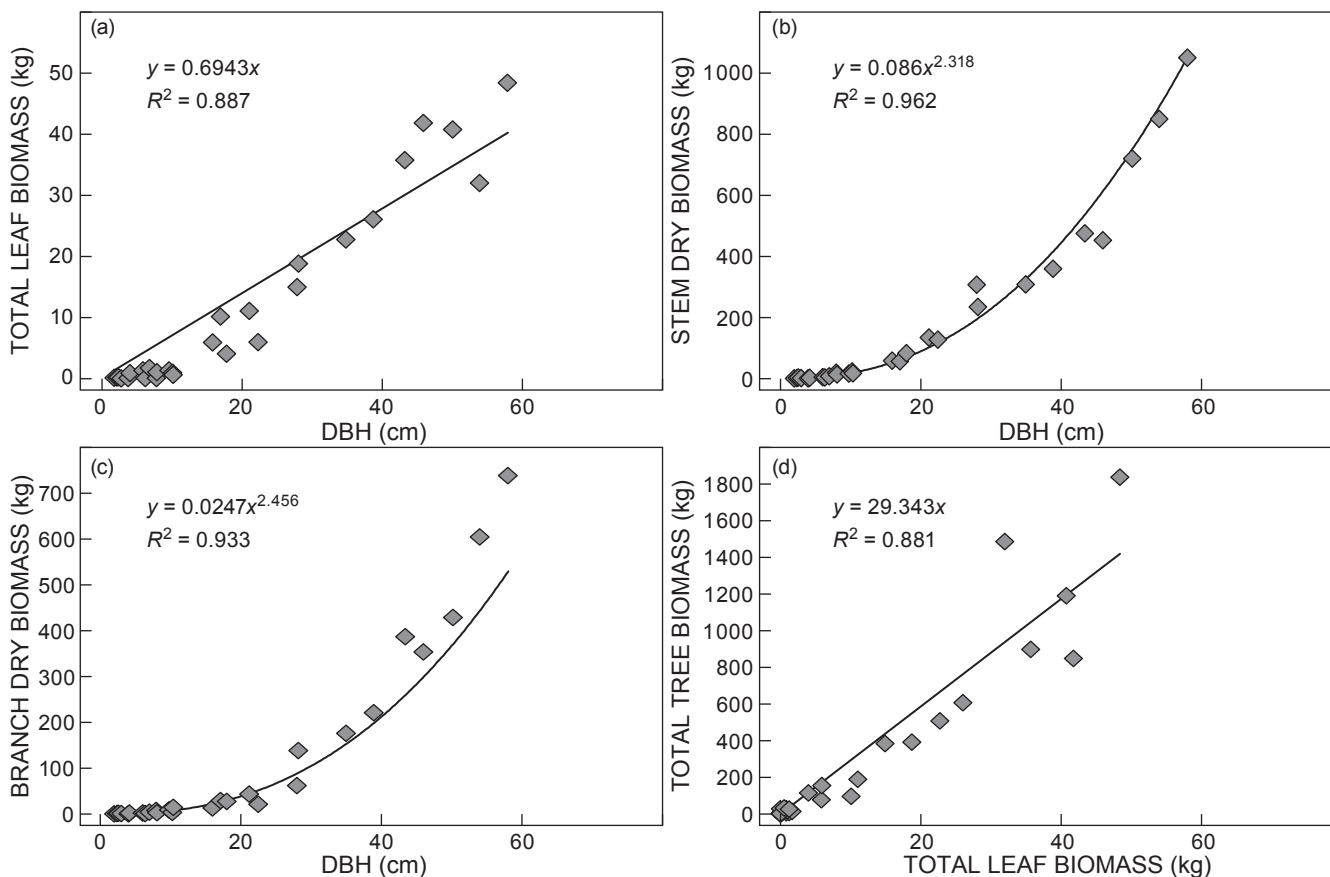 (a)
y = 0.6943x
R² = 0.887
TOTAL LEAF BIOMASS (kg)
50
40
30
20
10
0
0 20 40 60
DBH (cm)
(b)
y = 0.086x^2.318
R² = 0.962
STEM DRY BIOMASS (kg)
1000
800
600
400
200
0
0 20 40 60
DBH (cm)
(c)
y = 0.0247x^2.456
R² = 0.933
BRANCH DRY BIOMASS (kg)
700
600
500
400
300
200
100
0
0 20 40 60
DBH (cm)
(d)
y = 29.343x
R² = 0.881
TOTAL TREE BIOMASS (kg)
1800
1600
1400
1200
1000
800
600
400
200
0
0 20 40 60
TOTAL LEAF BIOMASS (kg)